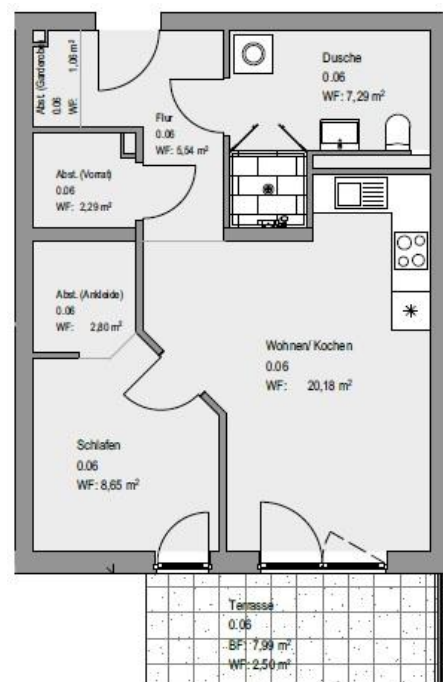 Abst. (Garderobe)
0.06
WF: 1,06 m²
Dusche
0.06
WF: 7,29 m²
Flur
0.06
WF: 5,54 m²
Abst. (Vorrat)
0.06
WF: 2,29 m²
Abst. (Ankleide)
0.06
WF: 2,80 m²
Wohnen/ Kochen
0.06
WF: 20,18 m²
Schlafen
0.06
WF: 8,65 m²
Terrasse
0.06
BF: 7,99 m²
WF: 2,50 m²